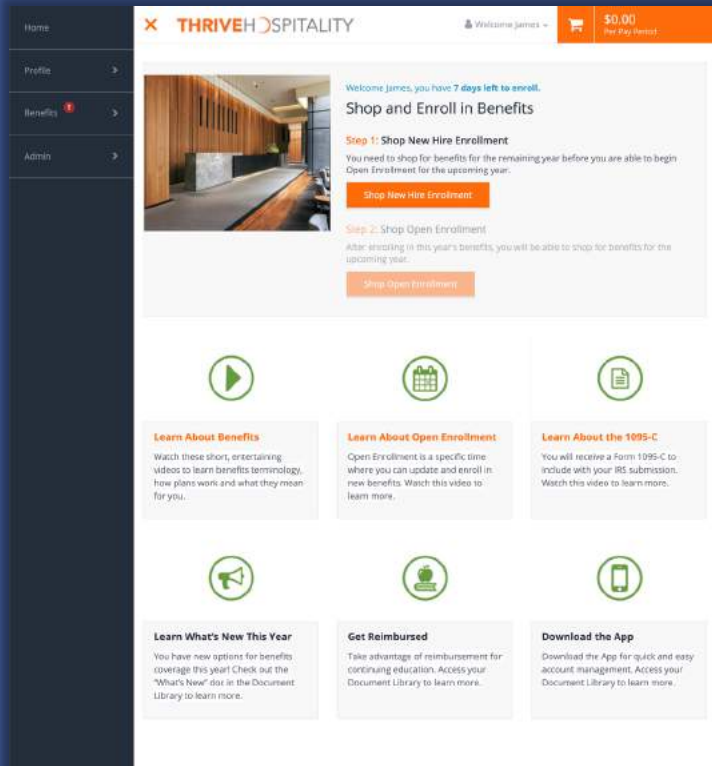 Home
Profile
Benefits
Admin
THRIVEHOSPITALITY
Welcome James
$0.00
Per Pay Period
Welcome James, you have 7 days left to enroll.
Shop and Enroll in Benefits
Step 1: Shop New Hire Enrollment
You need to shop for benefits for the remaining year before you are able to begin
Open Enrollment for the upcoming year.
Shop New Hire Enrollment
Step 2: Shop Open Enrollment
After enrolling in this year's benefits, you will be able to shop for benefits for the
upcoming year.
Shop Open Enrollment
Learn About Benefits
Watch these short, entertaining
videos to learn benefits terminology,
how plans work and what they mean
for you.
Learn About Open Enrollment
Open Enrollment is a specific time
where you can update and enroll in
new benefits. Watch this video to
learn more.
Learn About the 1095-C
You will receive a Form 1095-C to
include with your IRS submission.
Watch this video to learn more.
Learn What's New This Year
You have new options for benefits
coverage this year! Check out the
"What's New" doc in the Document
Library to learn more.
Get Reimbursed
Take advantage of reimbursement for
continuing education. Access your
Document Library to learn more.
Download the App
Download the App for quick and easy
account management. Access your
Document Library to learn more.